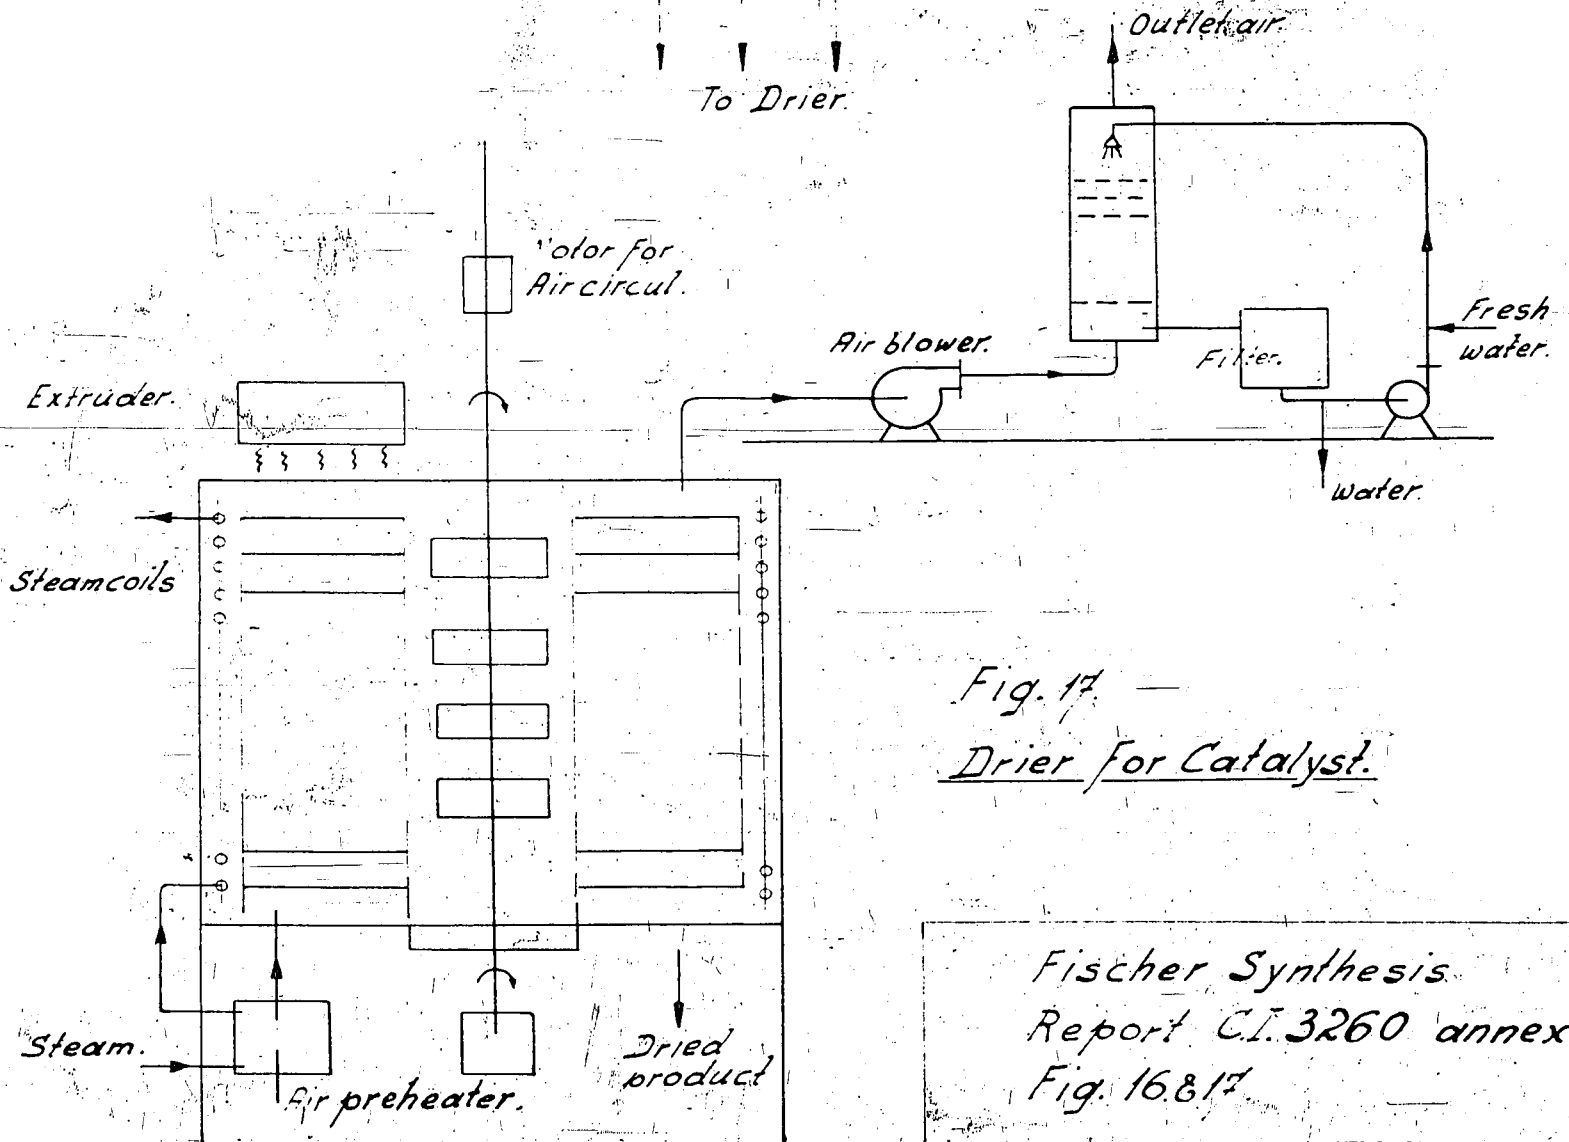 Outlet air.
To Drier.
Motor for
Air circul.
Air blower.
Fresh
water.
Filter.
Extruder.
water.
Steamcoils
Fig. 17.
Drier for Catalyst.
Steam.
Air preheater.
Dried
product
Fischer Synthesis
Report C.I. 3260 annex
Fig. 16 & 17.